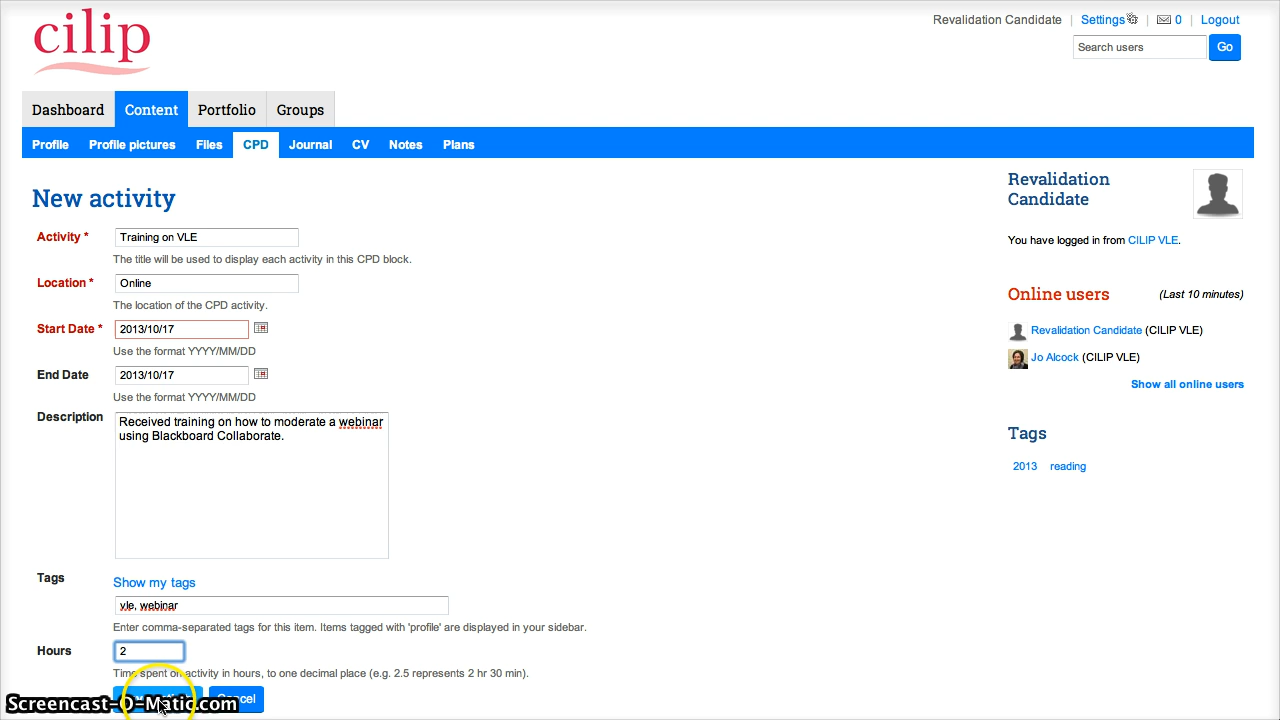 cilip
Revalidation Candidate | Settings | 0 | Logout
Search users Go
Dashboard Content Portfolio Groups
Profile Profile pictures Files CPD Journal CV Notes Plans
New activity
Activity * Training on VLE
The title will be used to display each activity in this CPD block.
Location * Online
The location of the CPD activity.
Start Date * 2013/10/17
Use the format YYYY/MM/DD
End Date 2013/10/17
Use the format YYYY/MM/DD
Description Received training on how to moderate a webinar
using Blackboard Collaborate.
Tags Show my tags
vle, webinar
Enter comma-separated tags for this item. Items tagged with 'profile' are displayed in your sidebar.
Hours 2
Time spent on activity in hours, to one decimal place (e.g. 2.5 represents 2 hr 30 min).
Cancel
Screencast-O-Matic.com
Revalidation
Candidate
You have logged in from CILIP VLE.
Online users (Last 10 minutes)
Revalidation Candidate (CILIP VLE)
Jo Alcock (CILIP VLE)
Show all online users
Tags
2013 reading